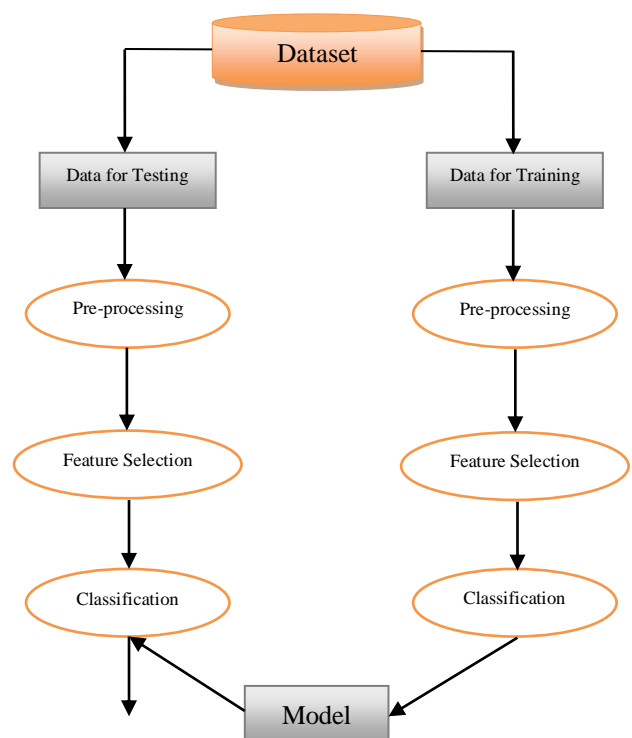 Dataset
Data for Testing
Data for Training
Pre-processing
Pre-processing
Feature Selection
Feature Selection
Classification
Classification
Model